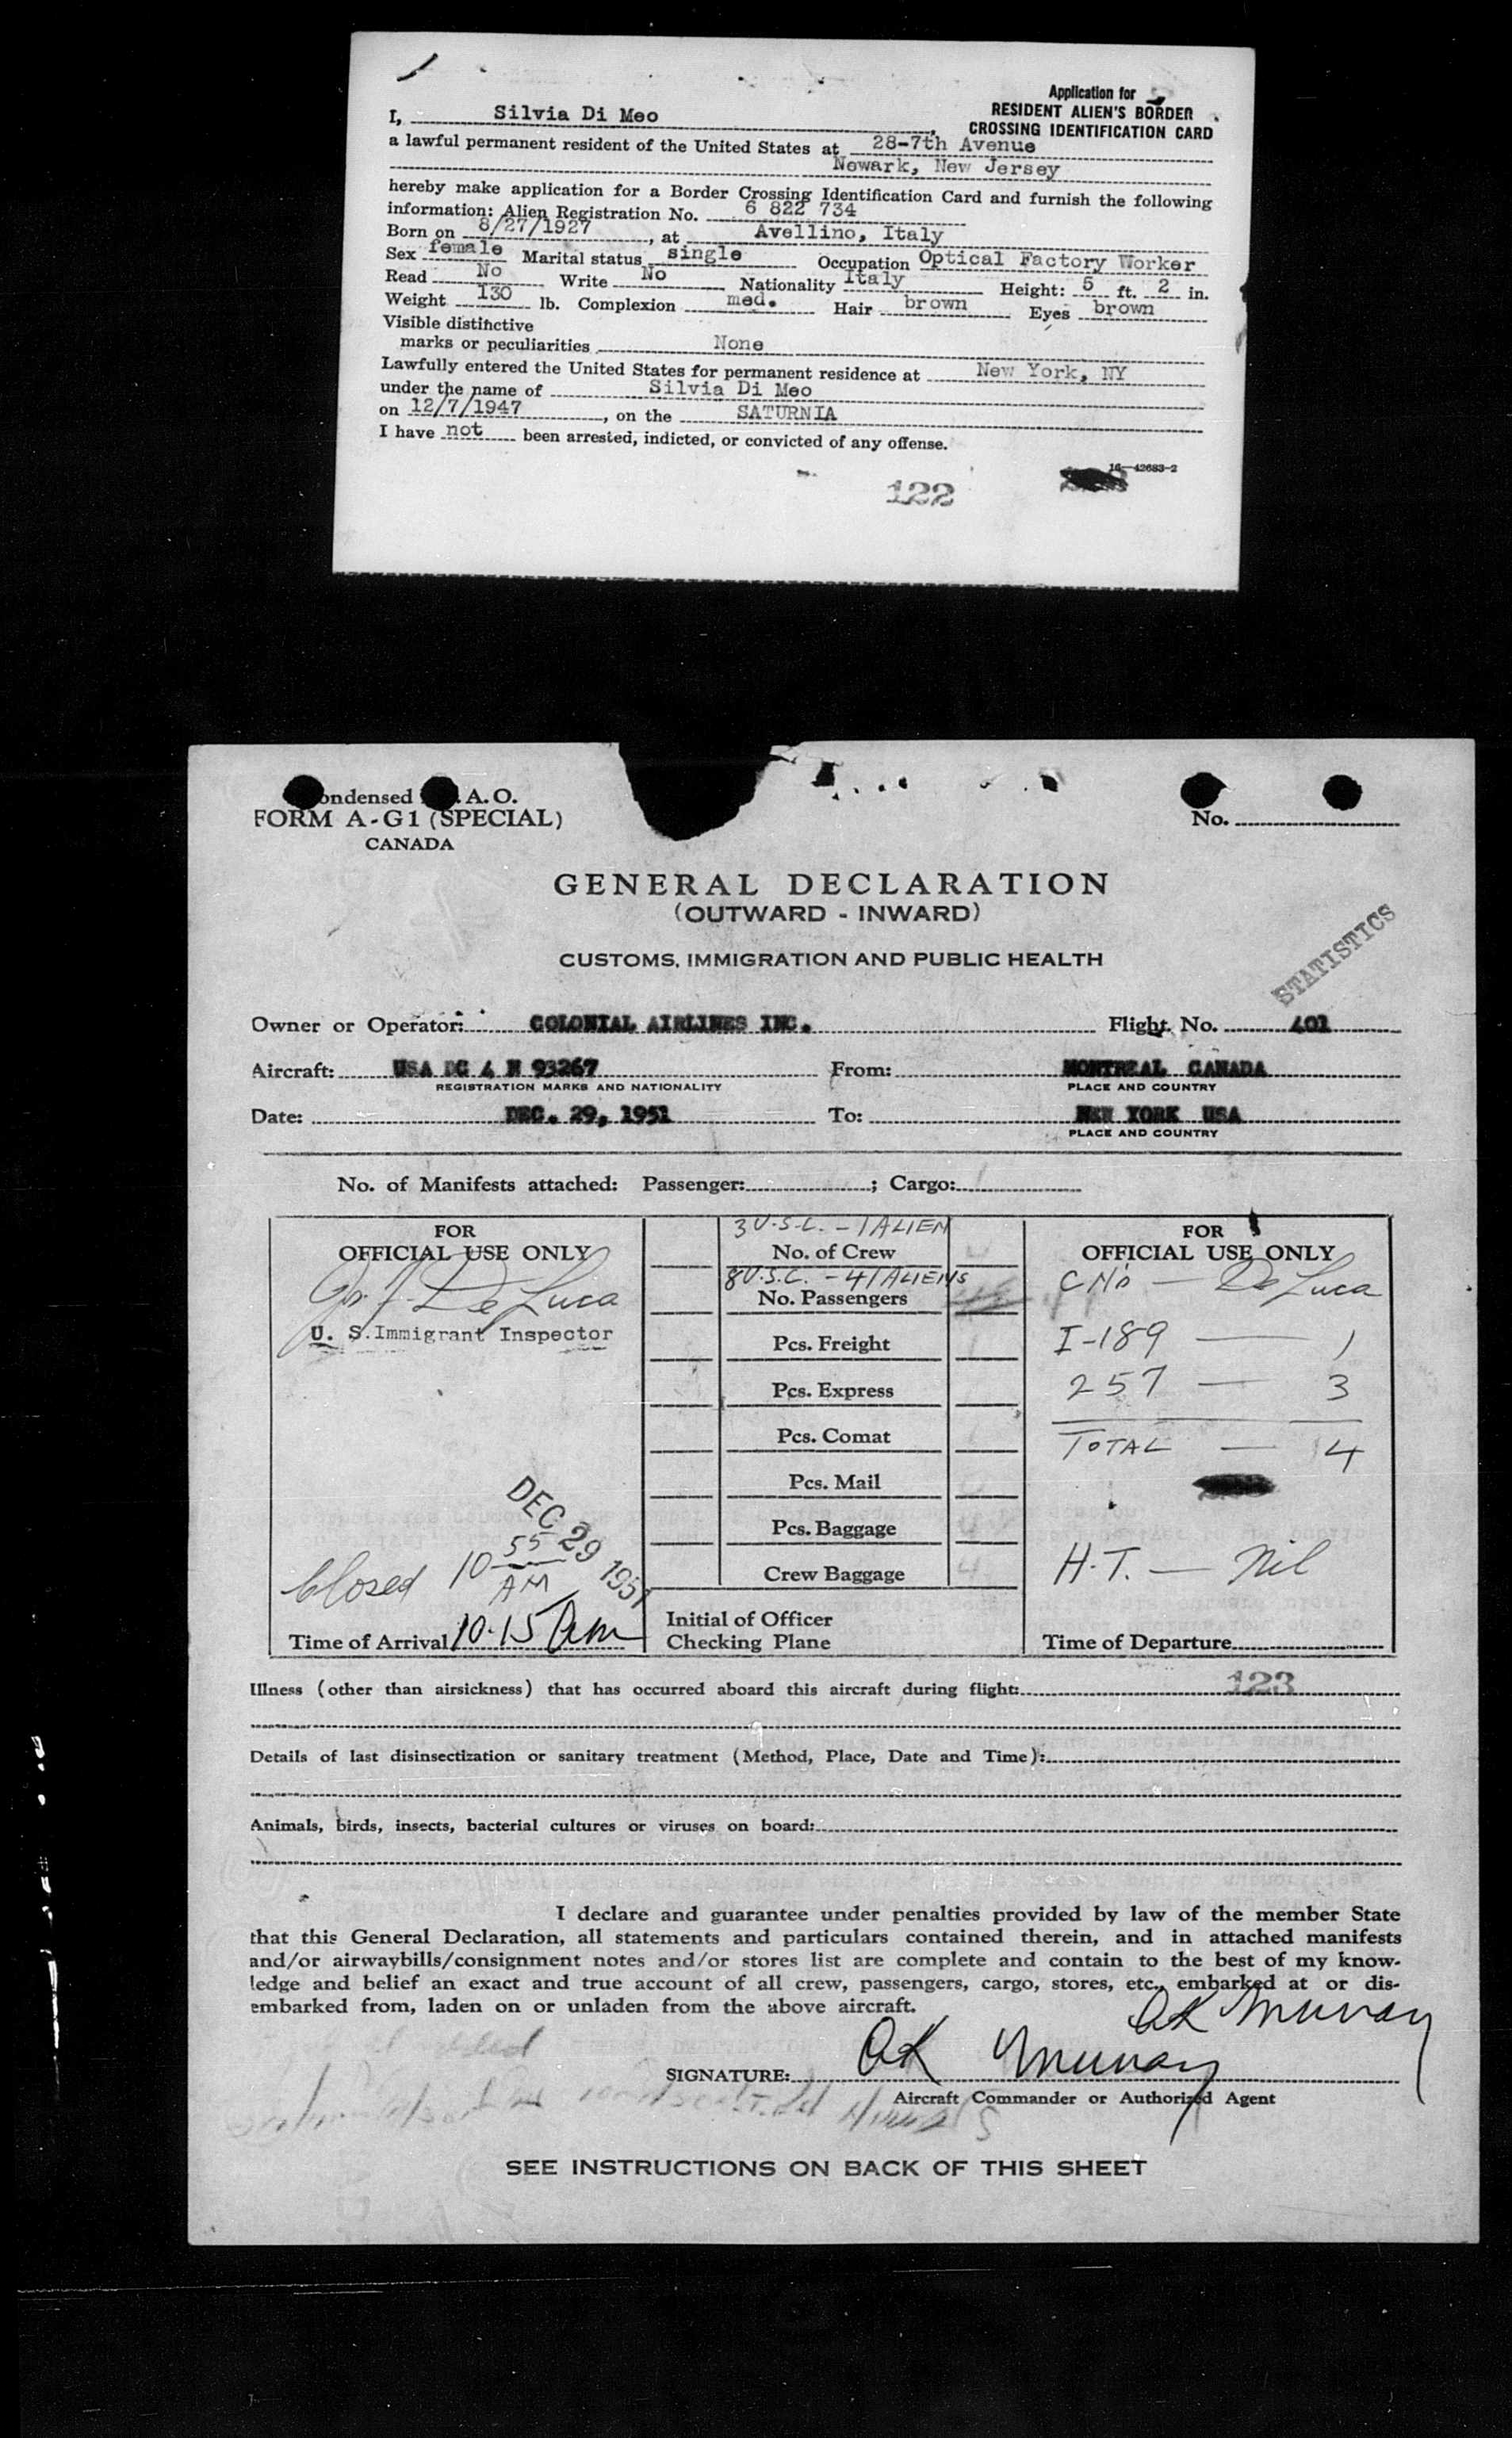 Application for
RESIDENT ALIEN'S BORDER
CROSSING IDENTIFICATION CARD
I, Silvia Di Meo,
a lawful permanent resident of the United States at 28-7th Avenue
Newark, New Jersey
hereby make application for a Border Crossing Identification Card and furnish the following
information: Alien Registration No. 6 822 734
Born on 8/27/1927, at Avellino, Italy
Sex female Marital status single Occupation Optical Factory Worker
Read No Write No Nationality Italy Height: 5 ft. 2 in.
Weight 130 lb. Complexion med. Hair brown Eyes brown
Visible distinctive
marks or peculiarities None
Lawfully entered the United States for permanent residence at New York, NY
under the name of Silvia Di Meo
on 12/7/1947, on the SATURNIA
I have not been arrested, indicted, or convicted of any offense.
16—42683-2
122
ondensed A. O.
FORM A-G1 (SPECIAL)
CANADA
No.
GENERAL DECLARATION
(OUTWARD - INWARD)
CUSTOMS, IMMIGRATION AND PUBLIC HEALTH
STATISTICS
Owner or Operator: COLONIAL AIRLINES INC. Flight No. 401
Aircraft: USA DC 4 N 93267 From: MONTREAL CANADA
REGISTRATION MARKS AND NATIONALITY PLACE AND COUNTRY
Date: DEC. 29, 1951 To: NEW YORK USA
PLACE AND COUNTRY
No. of Manifests attached: Passenger: ; Cargo:
FOR
OFFICIAL USE ONLY
De Luca
U. S. Immigrant Inspector
DEC 29 1951
Closed 10 55 AM
Time of Arrival 10.15 Am
3 U.S.C. - 1 ALIEN
No. of Crew 4
8 U.S.C. - 41 ALIENS
No. Passengers
Pcs. Freight
Pcs. Express
Pcs. Comat
Pcs. Mail
Pcs. Baggage
Crew Baggage 4
Initial of Officer
Checking Plane
FOR
OFFICIAL USE ONLY
De Luca
I-189 — 1
257 — 3
TOTAL — 4
H.T. — Nil
Time of Departure
Illness (other than airsickness) that has occurred aboard this aircraft during flight: 123
Details of last disinsectization or sanitary treatment (Method, Place, Date and Time):
Animals, birds, insects, bacterial cultures or viruses on board:
I declare and guarantee under penalties provided by law of the member State
that this General Declaration, all statements and particulars contained therein, and in attached manifests
and/or airwaybills/consignment notes and/or stores list are complete and contain to the best of my know-
ledge and belief an exact and true account of all crew, passengers, cargo, stores, etc., embarked at or dis-
embarked from, laden on or unladen from the above aircraft.
OK Murray
SIGNATURE: OK Murray
Aircraft Commander or Authorized Agent
SEE INSTRUCTIONS ON BACK OF THIS SHEET